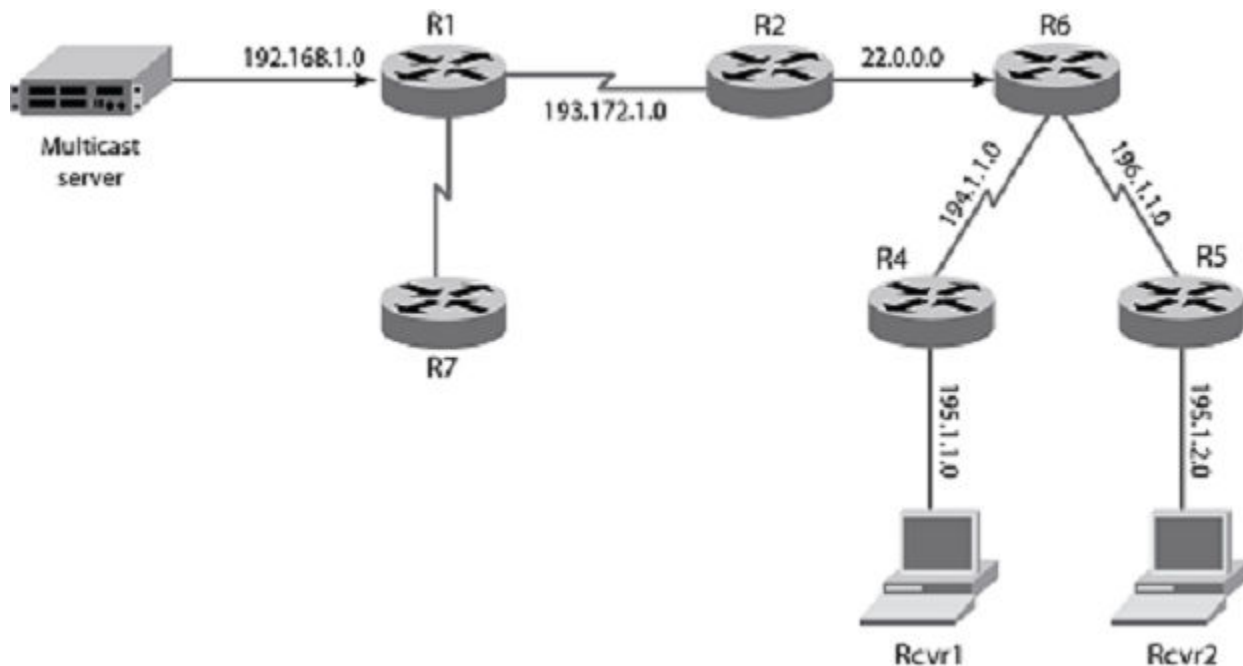 R1
R2
R6
192.168.1.0
22.0.0.0
193.172.1.0
Multicast
server
194.1.1.0
196.1.1.0
R4
R5
R7
195.1.1.0
195.1.2.0
Rcvr1
Rcvr2